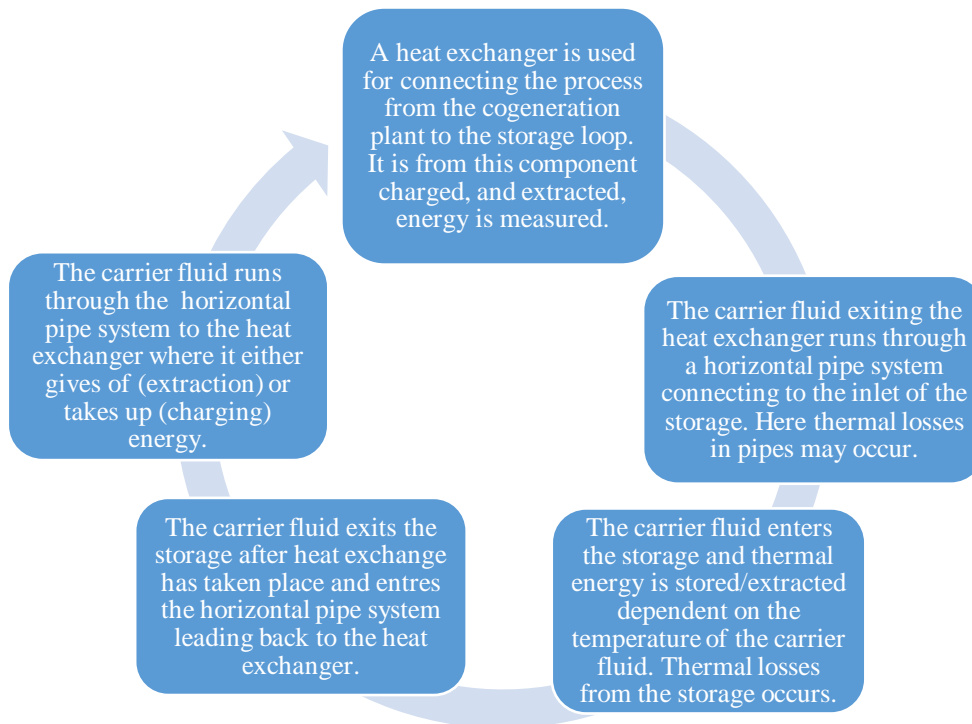 A heat exchanger is used
for connecting the process
from the cogeneration
plant to the storage loop.
It is from this component
charged, and extracted,
energy is measured.
The carrier fluid exiting the
heat exchanger runs through
a horizontal pipe system
connecting to the inlet of the
storage. Here thermal losses
in pipes may occur.
The carrier fluid enters
the storage and thermal
energy is stored/extracted
dependent on the
temperature of the carrier
fluid. Thermal losses
from the storage occurs.
The carrier fluid exits the
storage after heat exchange
has taken place and entres
the horizontal pipe system
leading back to the heat
exchanger.
The carrier fluid runs
through the horizontal
pipe system to the heat
exchanger where it either
gives of (extraction) or
takes up (charging)
energy.